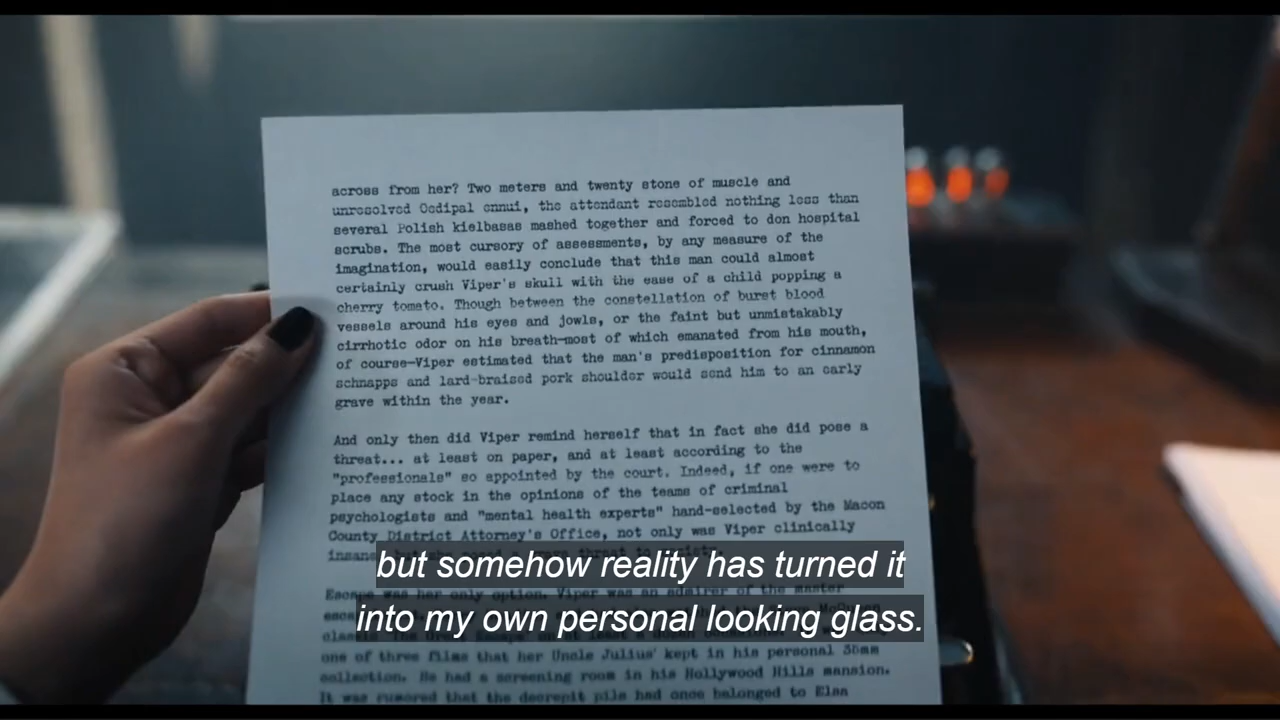 across from her? Two meters and twenty stone of muscle and
unresolved Oedipal ennui, the attendant resembled nothing less than
several Polish kielbasas mashed together and forced to don hospital
scrubs. The most cursory of assessments, by any measure of the
imagination, would easily conclude that this man could almost
certainly crush Viper's skull with the ease of a child popping a
cherry tomato. Though between the constellation of burst blood
vessels around his eyes and jowls, or the faint but unmistakably
cirrhotic odor on his breath—most of which emanated from his mouth,
of course—Viper estimated that the man's predisposition for cinnamon
schnapps and lard-braised pork shoulder would send him to an early
grave within the year.
And only then did Viper remind herself that in fact she did pose a
threat... at least on paper, and at least according to the
"professionals" so appointed by the court. Indeed, if one were to
place any stock in the opinions of the teams of criminal
psychologists and "mental health experts" hand-selected by the Macon
County District Attorney's Office, not only was Viper clinically
insane
but somehow reality has turned it
Escape was her only option. Viper was an admirer of the master
into my own personal looking glass.
one of three films that her Uncle Julius' kept in his personal 35mm
collection. He had a screening room in his Hollywood Hills mansion.
It was rumored that the decrepit pile had once belonged to Elsa